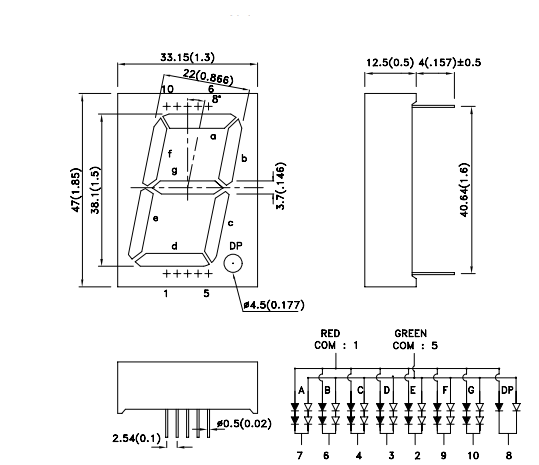 33.15(1.3)
22(0.866)
10 6
8°
a
f
b
g
e
c
d
DP
1 5
47(1.85)
38.1(1.5)
3.7(.146)
ø4.5(0.177)
12.5(0.5) 4(.157)±0.5
40.64(1.6)
2.54(0.1)
ø0.5(0.02)
RED GREEN
COM : 1 COM : 5
A B C D E F G DP
7 6 4 3 2 9 10 8